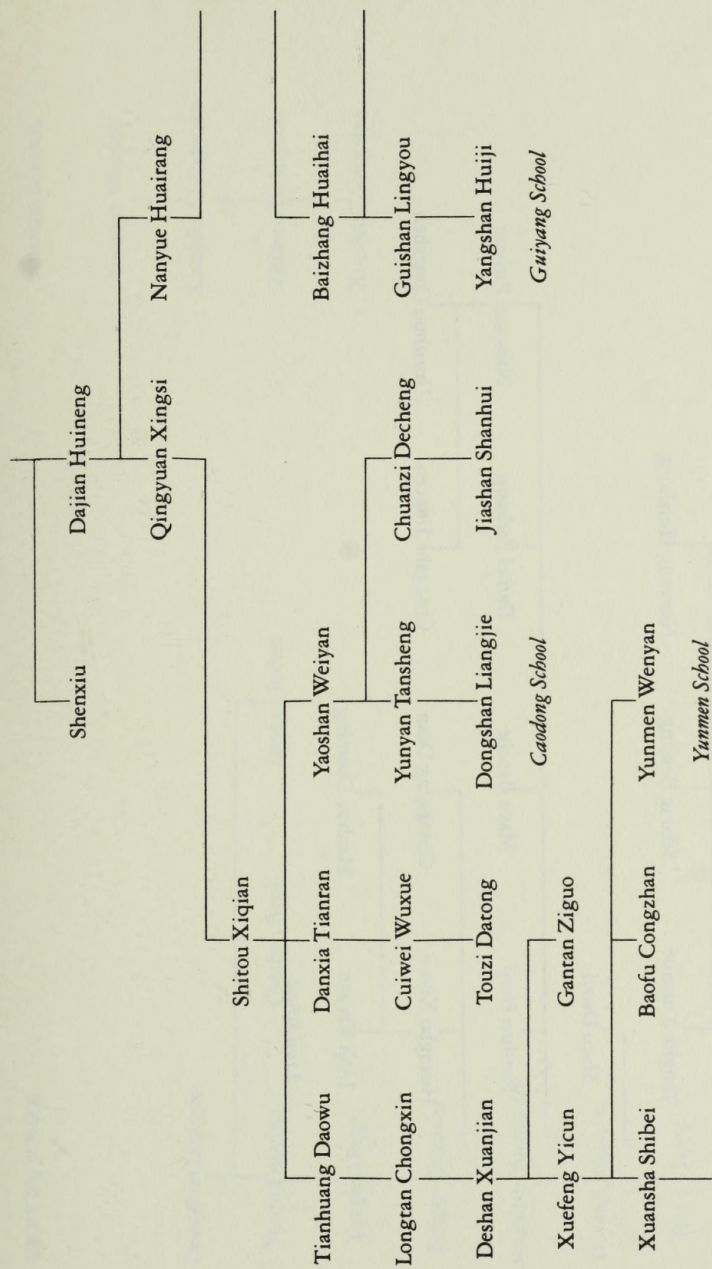 Shenxiu
Dajian Huineng
Qingyuan Xingsi
Nanyue Huairang
Shitou Xiqian
Tianhuang Daowu
Danxia Tianran
Yaoshan Weiyan
Baizhang Huaihai
Longtan Chongxin
Cuiwei Wuxue
Yunyan Tansheng
Chuanzi Decheng
Guishan Lingyou
Deshan Xuanjian
Touzi Datong
Dongshan Liangjie
Jiashan Shanhui
Yangshan Huiji
Caodong School
Guiyang School
Xuefeng Yicun
Gantan Ziguo
Xuansha Shibei
Baofu Congzhan
Yunmen Wenyan
Yunmen School